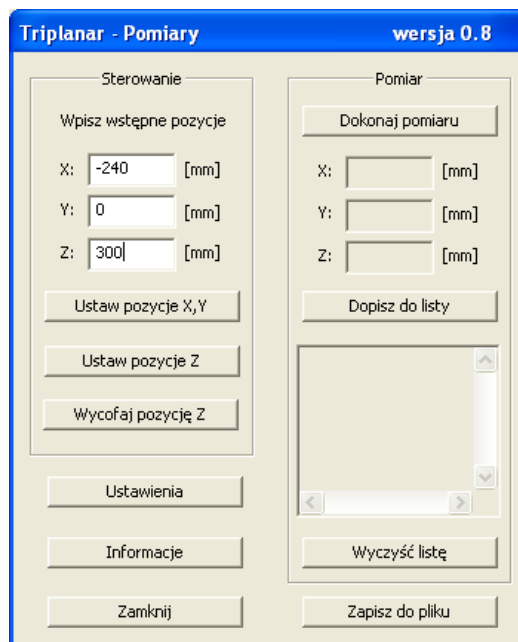 Triplanar - Pomiary wersja 0.8
Sterowanie
Wpisz wstępne pozycje
X: -240 [mm]
Y: 0 [mm]
Z: 300 [mm]
Ustaw pozycje X,Y
Ustaw pozycje Z
Wycofaj pozycję Z
Ustawienia
Informacje
Zamknij
Pomiar
Dokonaj pomiaru
X: [mm]
Y: [mm]
Z: [mm]
Dopisz do listy
Wyczyść listę
Zapisz do pliku